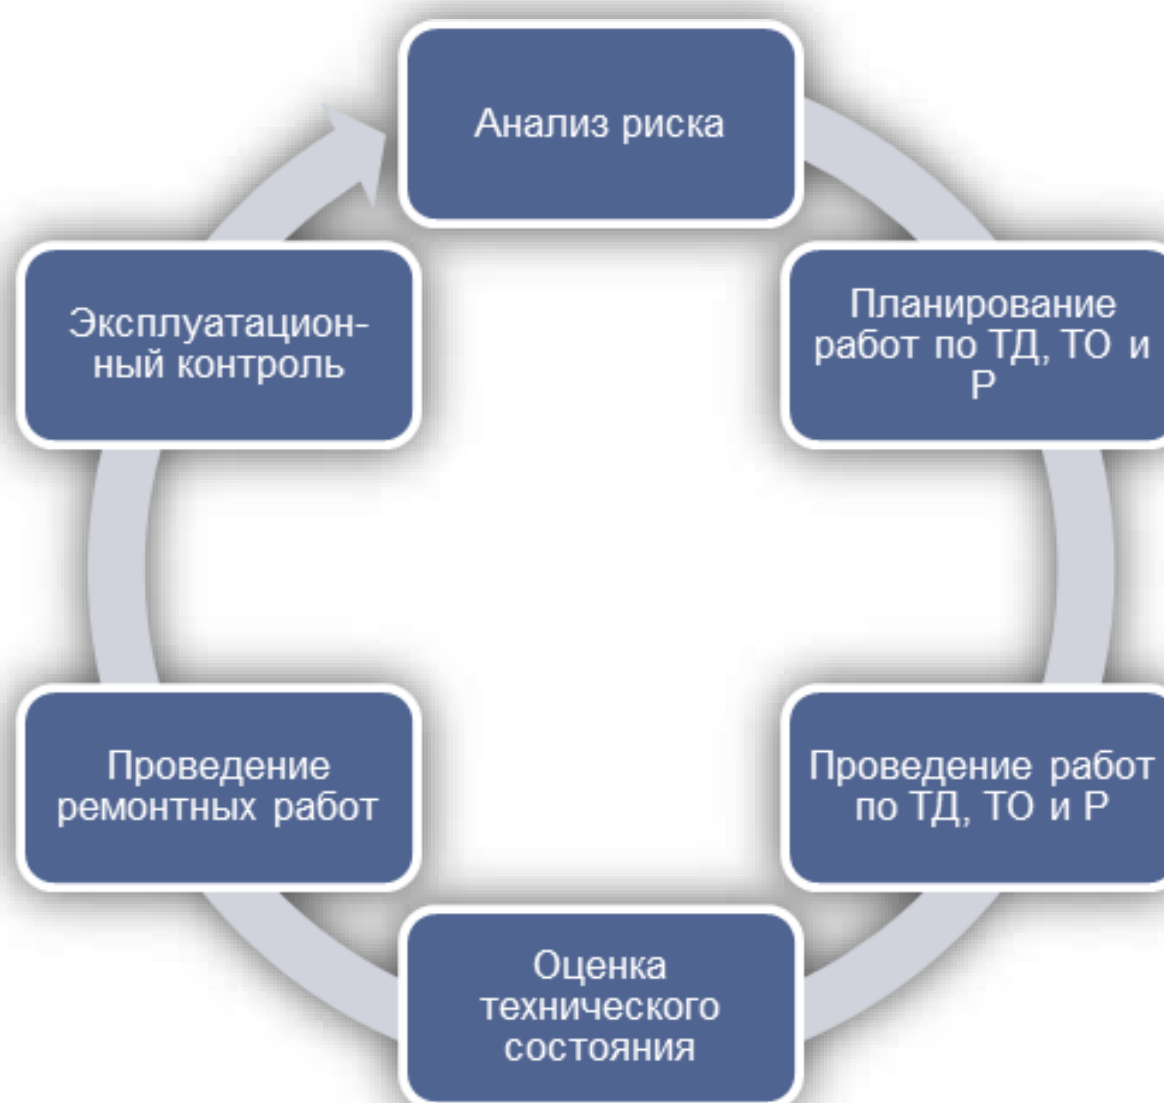 Анализ риска
Планирование
работ по ТД, ТО и
Р
Проведение работ
по ТД, ТО и Р
Оценка
технического
состояния
Проведение
ремонтных работ
Эксплуатацион-
ный контроль